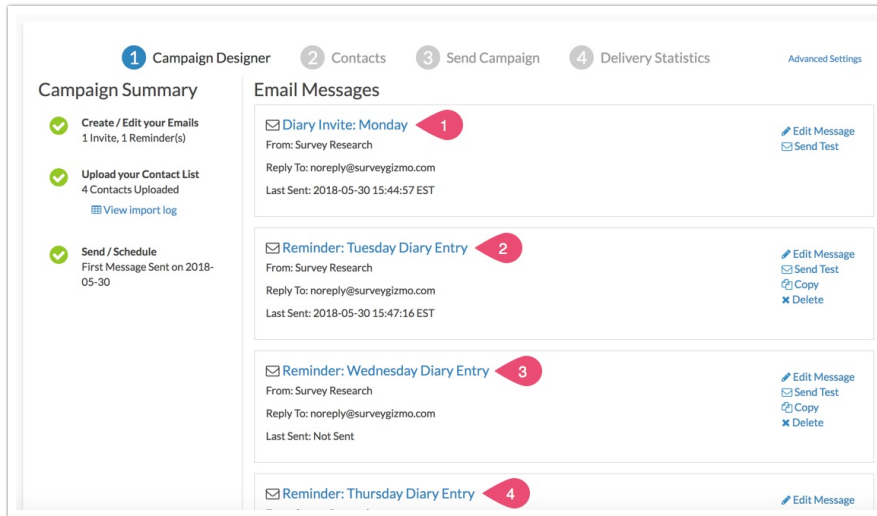 1 Campaign Designer 2 Contacts 3 Send Campaign 4 Delivery Statistics Advanced Settings
Campaign Summary
Create / Edit your Emails
1 Invite, 1 Reminder(s)
Upload your Contact List
4 Contacts Uploaded
View import log
Send / Schedule
First Message Sent on 2018-
05-30
Email Messages
Diary Invite: Monday 1
From: Survey Research
Reply To: noreply@surveygizmo.com
Last Sent: 2018-05-30 15:44:57 EST
Edit Message
Send Test
Reminder: Tuesday Diary Entry 2
From: Survey Research
Reply To: noreply@surveygizmo.com
Last Sent: 2018-05-30 15:47:16 EST
Edit Message
Send Test
Copy
Delete
Reminder: Wednesday Diary Entry 3
From: Survey Research
Reply To: noreply@surveygizmo.com
Last Sent: Not Sent
Edit Message
Send Test
Copy
Delete
Reminder: Thursday Diary Entry 4
Edit Message